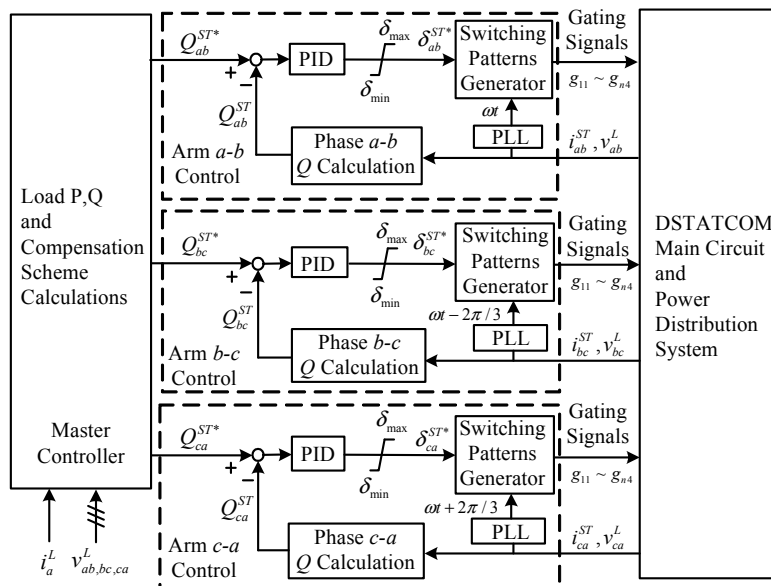 Load P,Q
and
Compensation
Scheme
Calculations
Master
Controller
i_a^L
v_{ab,bc,ca}^L
Q_{ab}^{ST*}
+
−
Q_{ab}^{ST}
PID
δ_max
δ_min
δ_{ab}^{ST*}
Switching
Patterns
Generator
ωt
PLL
Phase a-b
Q Calculation
Arm a-b
Control
Gating
Signals
g_{11} ~ g_{n4}
i_{ab}^{ST}, v_{ab}^L
Q_{bc}^{ST*}
+
−
Q_{bc}^{ST}
PID
δ_max
δ_min
δ_{bc}^{ST*}
Switching
Patterns
Generator
ωt − 2π/3
PLL
Phase b-c
Q Calculation
Arm b-c
Control
Gating
Signals
g_{11} ~ g_{n4}
i_{bc}^{ST}, v_{bc}^L
Q_{ca}^{ST*}
+
−
Q_{ca}^{ST}
PID
δ_max
δ_min
δ_{ca}^{ST*}
Switching
Patterns
Generator
ωt + 2π/3
PLL
Phase c-a
Q Calculation
Arm c-a
Control
Gating
Signals
g_{11} ~ g_{n4}
i_{ca}^{ST}, v_{ca}^L
DSTATCOM
Main Circuit
and
Power
Distribution
System